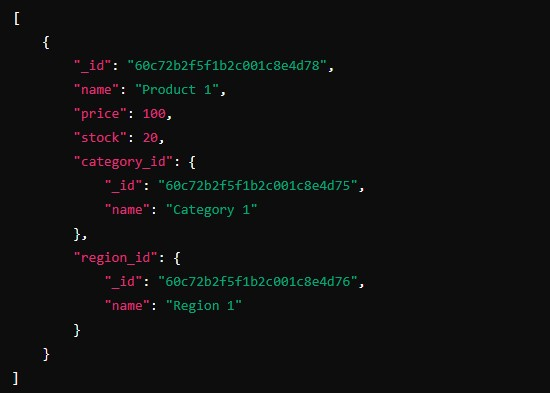 [
    {
        "_id": "60c72b2f5f1b2c001c8e4d78",
        "name": "Product 1",
        "price": 100,
        "stock": 20,
        "category_id": {
            "_id": "60c72b2f5f1b2c001c8e4d75",
            "name": "Category 1"
        },
        "region_id": {
            "_id": "60c72b2f5f1b2c001c8e4d76",
            "name": "Region 1"
        }
    }
]